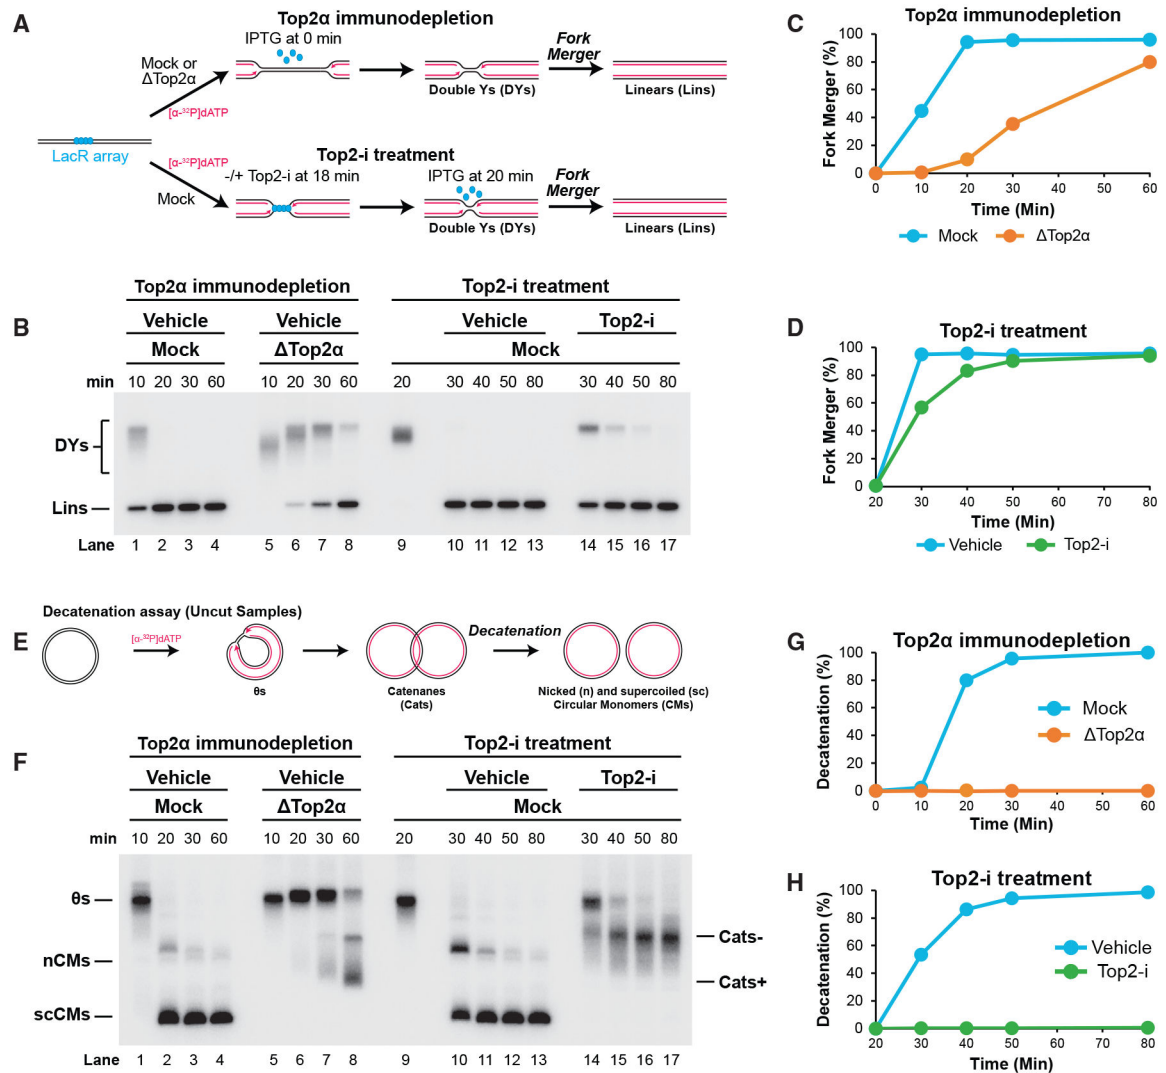 A
Top2α immunodepletion
IPTG at 0 min
Mock or
ΔTop2α
[α-³²P]dATP
Fork
Merger
Double Ys (DYs)
Linears (Lins)
LacR array
[α-³²P]dATP
Mock
Top2-i treatment
-/+ Top2-i at 18 min
IPTG at 20 min
Fork
Merger
Double Ys (DYs)
Linears (Lins)
C
Top2α immunodepletion
Fork Merger (%)
100
80
60
40
20
0
0 10 20 30 40 50 60
Time (Min)
Mock ΔTop2α
B
Top2α immunodepletion Top2-i treatment
Vehicle Vehicle Vehicle Top2-i
Mock ΔTop2α Mock
min 10 20 30 60 10 20 30 60 20 30 40 50 80 30 40 50 80
DYs
Lins
Lane 1 2 3 4 5 6 7 8 9 10 11 12 13 14 15 16 17
D
Top2-i treatment
Fork Merger (%)
100
80
60
40
20
0
20 30 40 50 60 70 80
Time (Min)
Vehicle Top2-i
E
Decatenation assay (Uncut Samples)
[α-³²P]dATP
θs
Catenanes
(Cats)
Decatenation
Nicked (n) and supercoiled (sc)
Circular Monomers (CMs)
G
Top2α immunodepletion
Decatenation (%)
100
80
60
40
20
0
0 10 20 30 40 50 60
Time (Min)
Mock
ΔTop2α
F
Top2α immunodepletion Top2-i treatment
Vehicle Vehicle Vehicle Top2-i
Mock ΔTop2α Mock
min 10 20 30 60 10 20 30 60 20 30 40 50 80 30 40 50 80
θs
nCMs
scCMs
Cats-
Cats+
Lane 1 2 3 4 5 6 7 8 9 10 11 12 13 14 15 16 17
H
Top2-i treatment
Decatenation (%)
100
80
60
40
20
0
20 30 40 50 60 70 80
Time (Min)
Vehicle
Top2-i